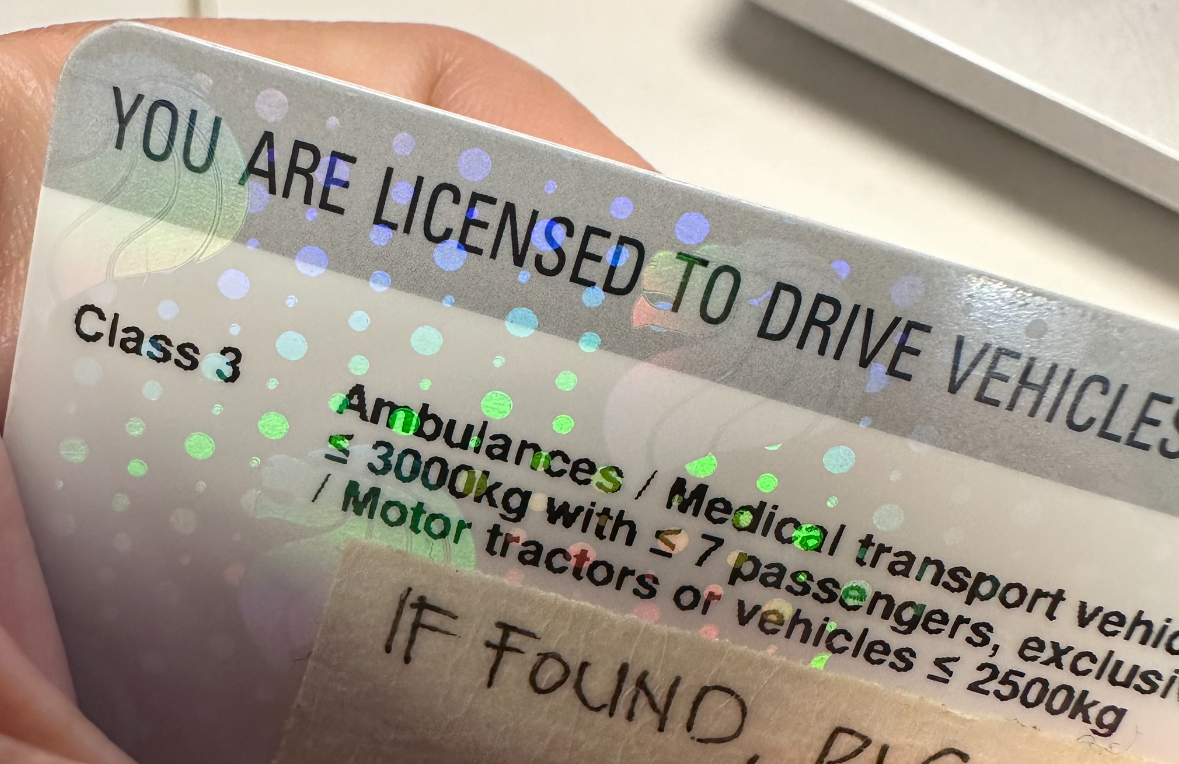 YOU ARE LICENSED TO DRIVE VEHICLES
Class 3
Ambulances / Medical transport
≤ 3000kg with ≤ 7 passengers,
/ Motor tractors or vehicles ≤ 2500kg
IF FOUND,